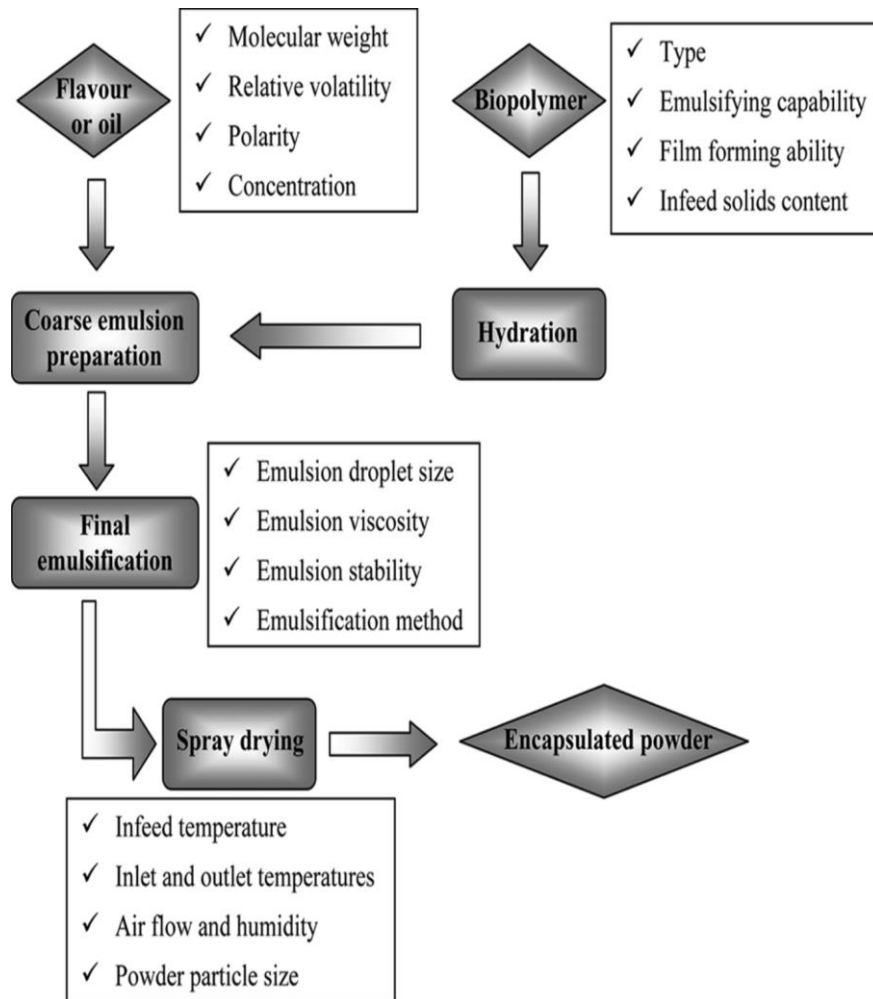 Flavour
or oil
✓ Molecular weight
✓ Relative volatility
✓ Polarity
✓ Concentration
Biopolymer
✓ Type
✓ Emulsifying capability
✓ Film forming ability
✓ Infeed solids content
Coarse emulsion
preparation
Hydration
Final
emulsification
✓ Emulsion droplet size
✓ Emulsion viscosity
✓ Emulsion stability
✓ Emulsification method
Spray drying
Encapsulated powder
✓ Infeed temperature
✓ Inlet and outlet temperatures
✓ Air flow and humidity
✓ Powder particle size